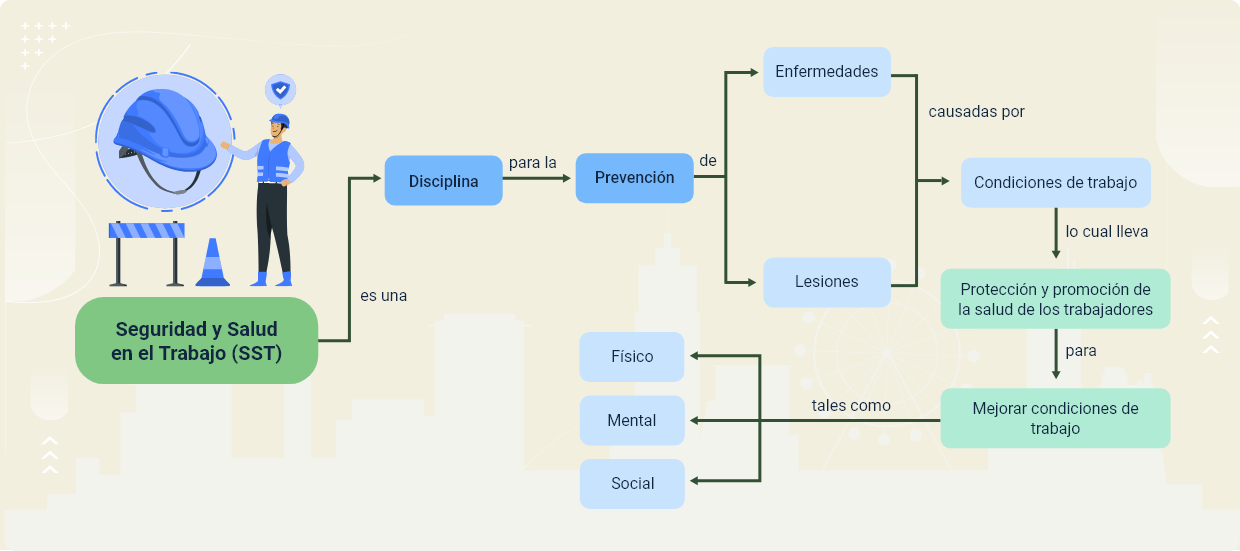 Seguridad y Salud
en el Trabajo (SST)
es una
Disciplina
para la
Prevención
de
Enfermedades
Lesiones
causadas por
Condiciones de trabajo
lo cual lleva
Protección y promoción de
la salud de los trabajadores
para
Mejorar condiciones de
trabajo
tales como
Físico
Mental
Social